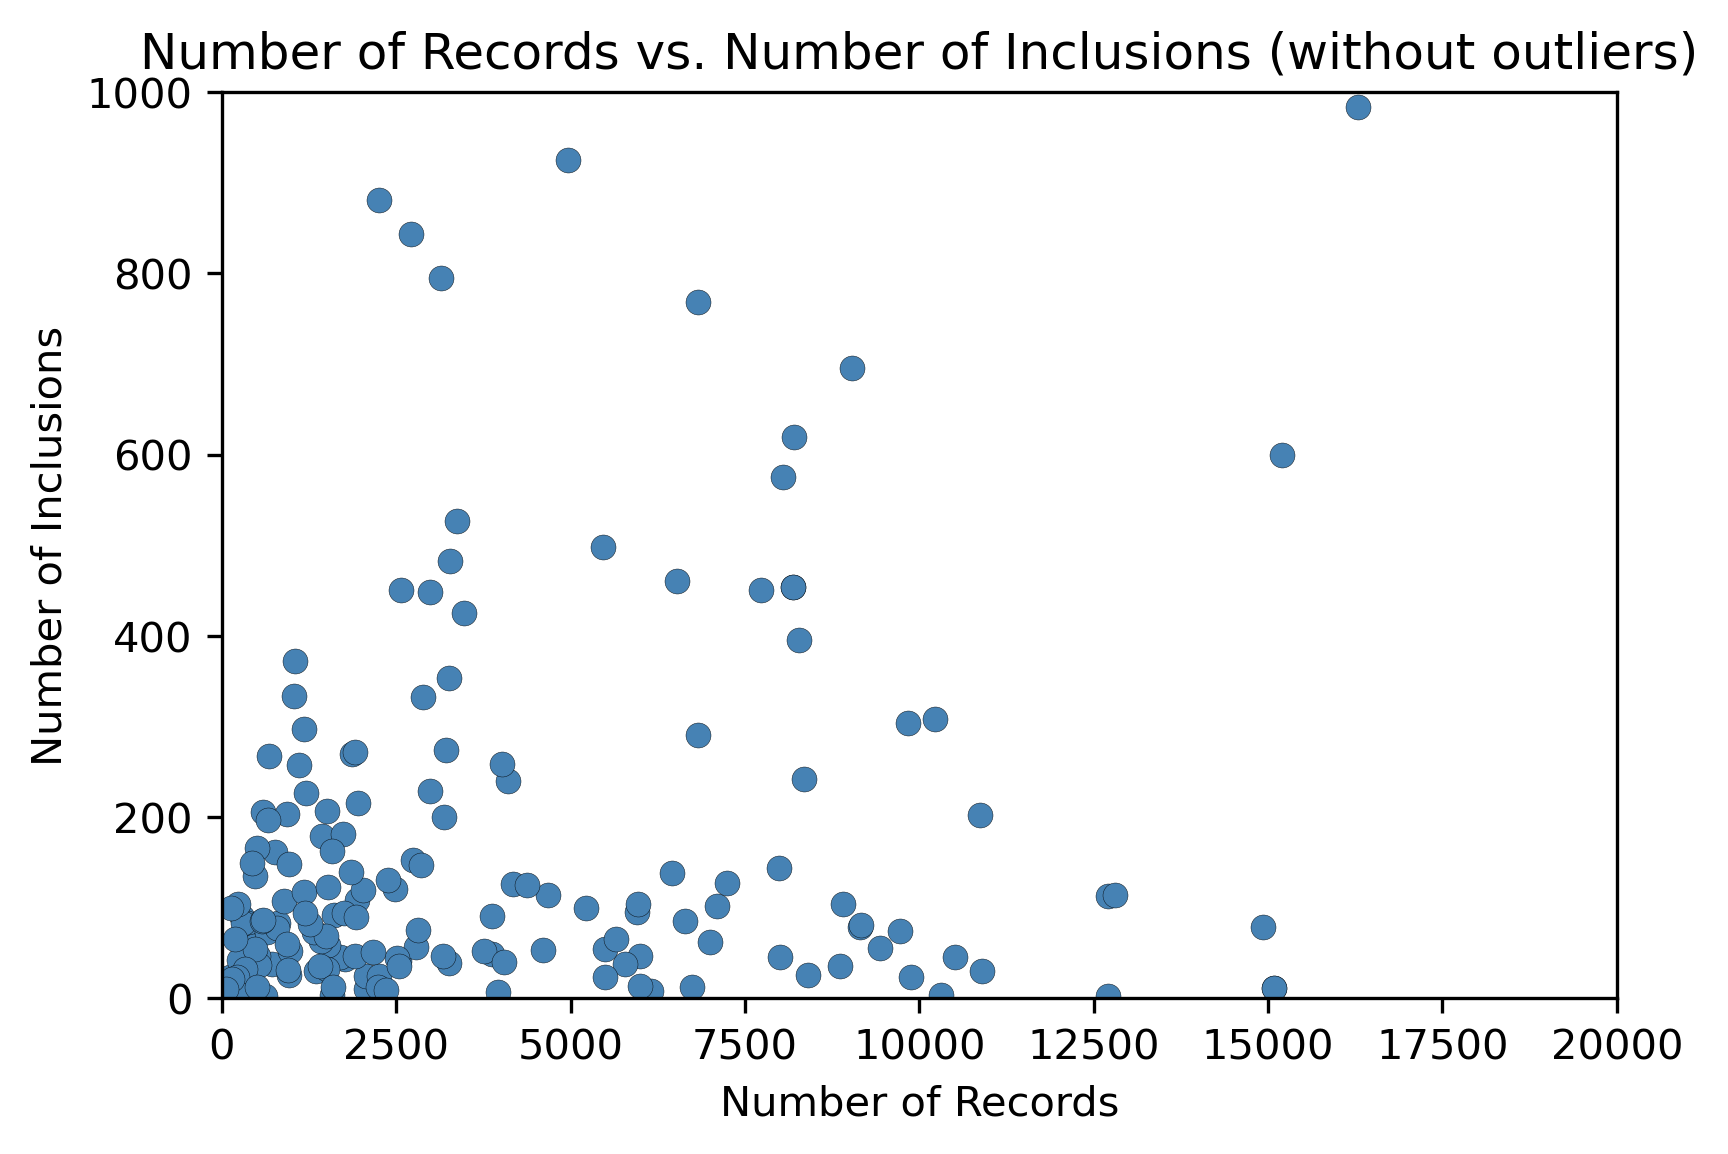 Number of Records vs. Number of Inclusions (without outliers)
1000
800
600
400
200
0
Number of Inclusions
0 2500 5000 7500 10000 12500 15000 17500 20000
Number of Records